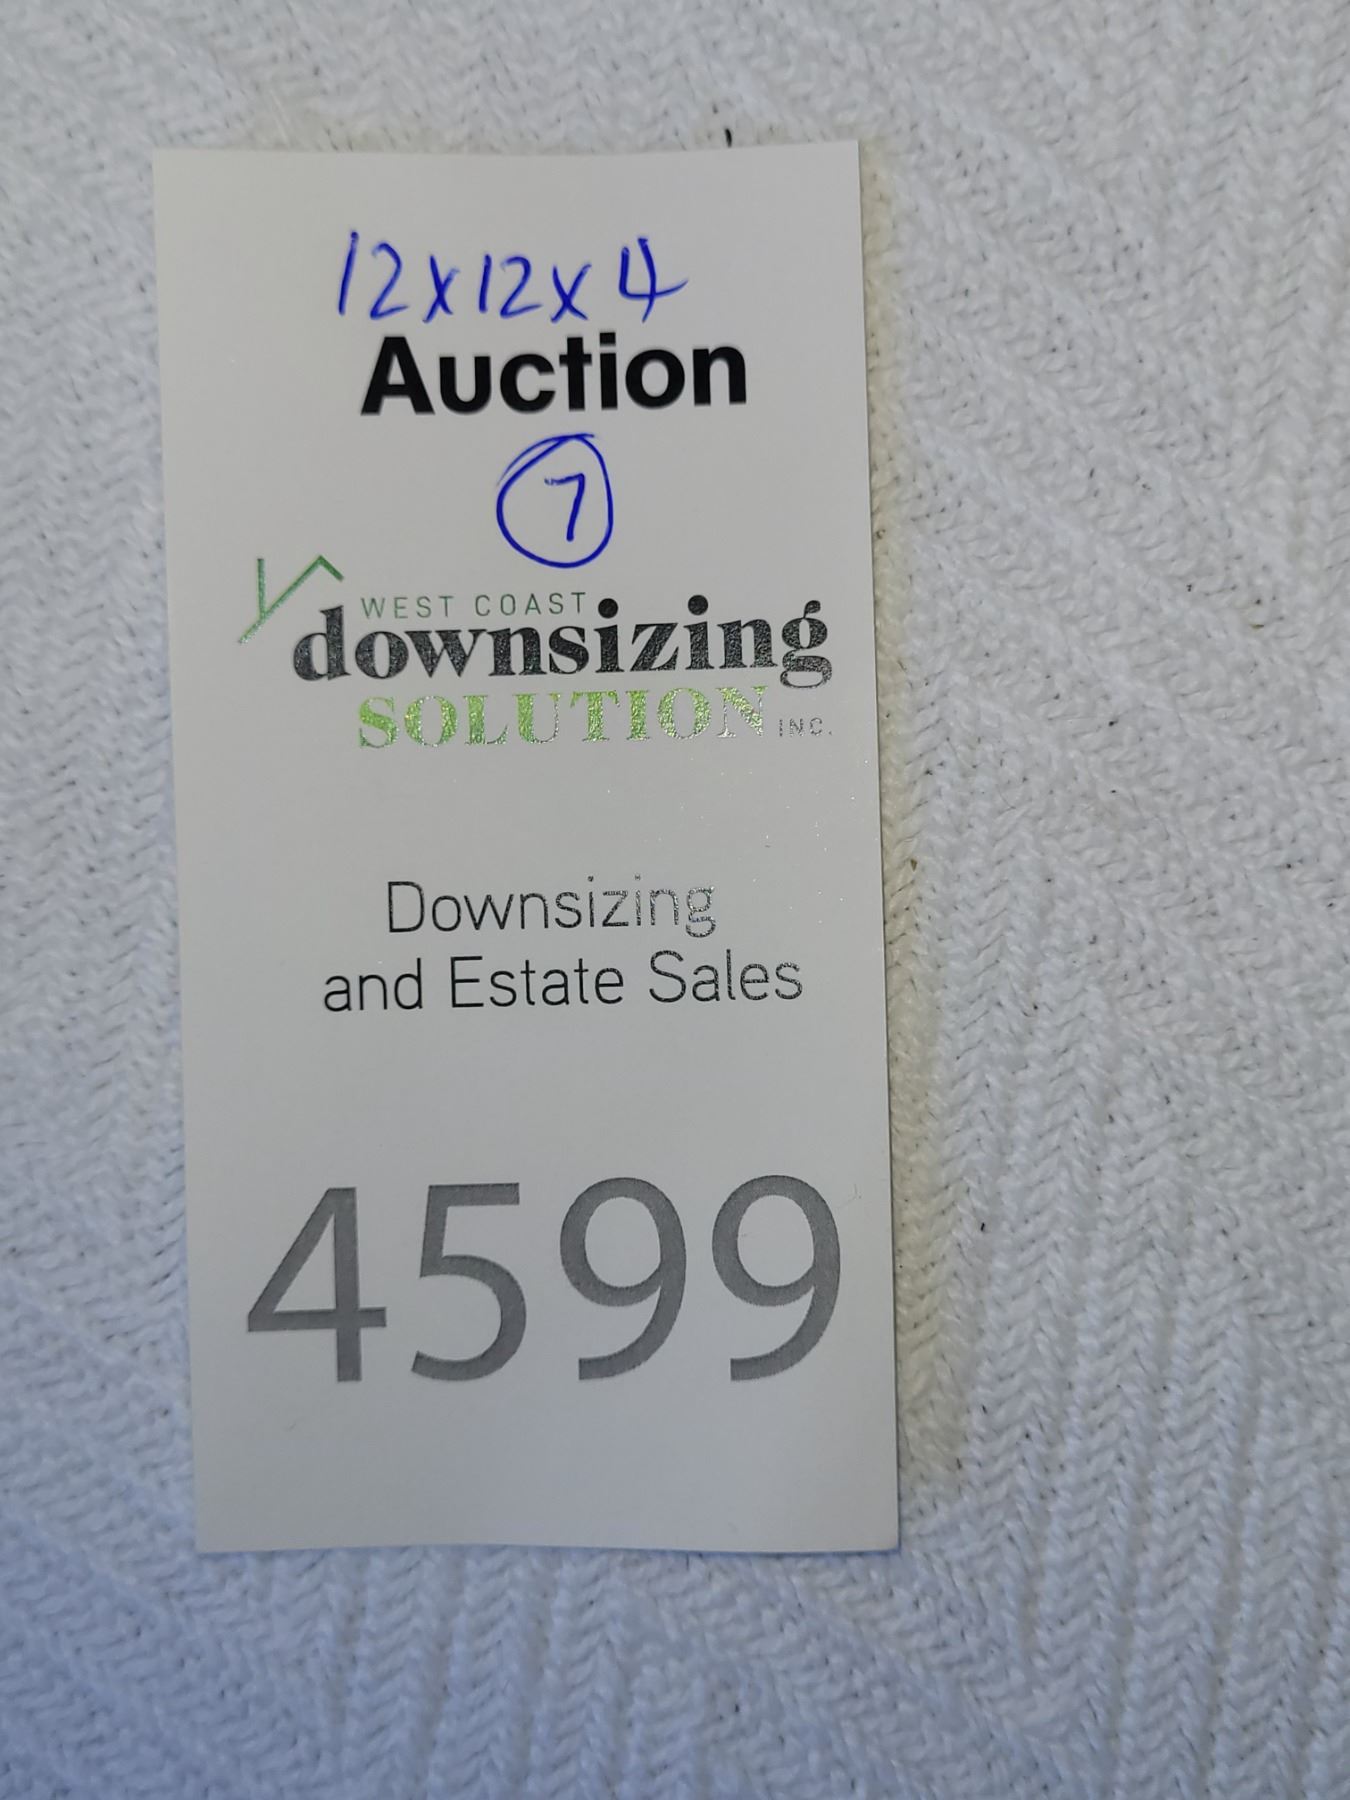 12x12x4
Auction
7
WEST COAST
downsizing
SOLUTION INC.
Downsizing
and Estate Sales
4599